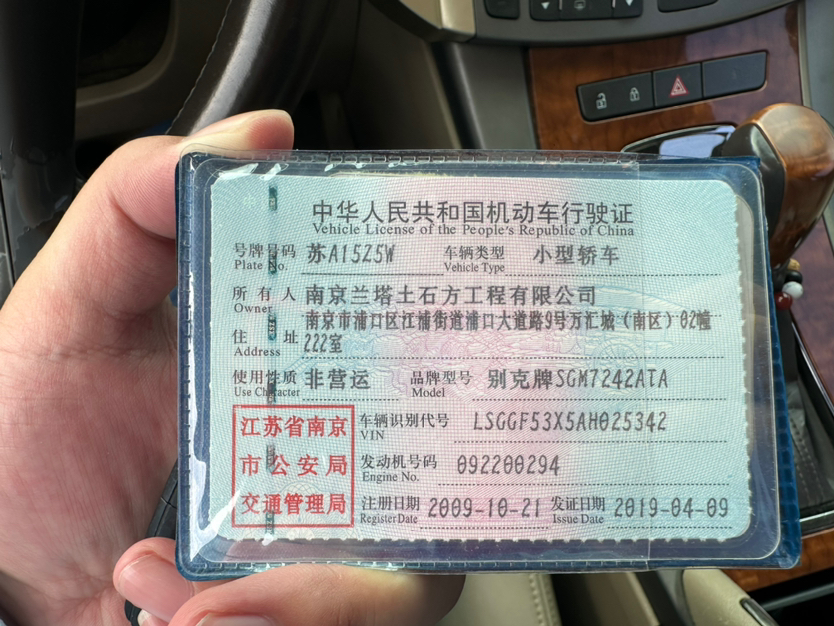 中华人民共和国机动车行驶证
Vehicle License of the People's Republic of China
号牌号码 苏A15Z5W 车辆类型 小型轿车
Plate No. Vehicle Type
所有人 南京兰塔土石方工程有限公司
Owner
住址 南京市浦口区江浦街道浦口大道路9号万汇城（南区）02幢
222室
Address
使用性质 非营运 品牌型号 别克牌SGM7242ATA
Use Character Model
江苏省南京
市公安局
交通管理局
车辆识别代号 LSGGF53X5AH025342
VIN
发动机号码 092200294
Engine No.
注册日期 2009-10-21 发证日期 2019-04-09
Register Date Issue Date